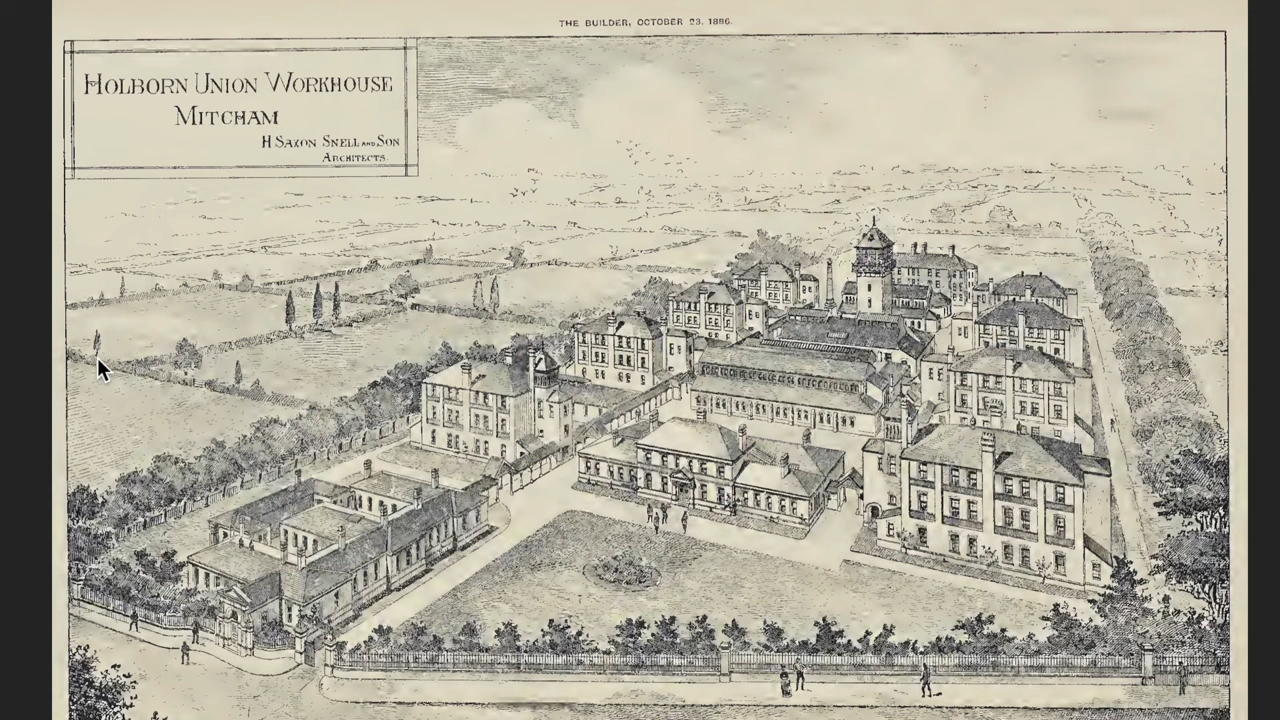 THE BUILDER, OCTOBER 23, 1886.
HOLBORN UNION WORKHOUSE
MITCHAM
H SAXON SNELL AND SON
ARCHITECTS.